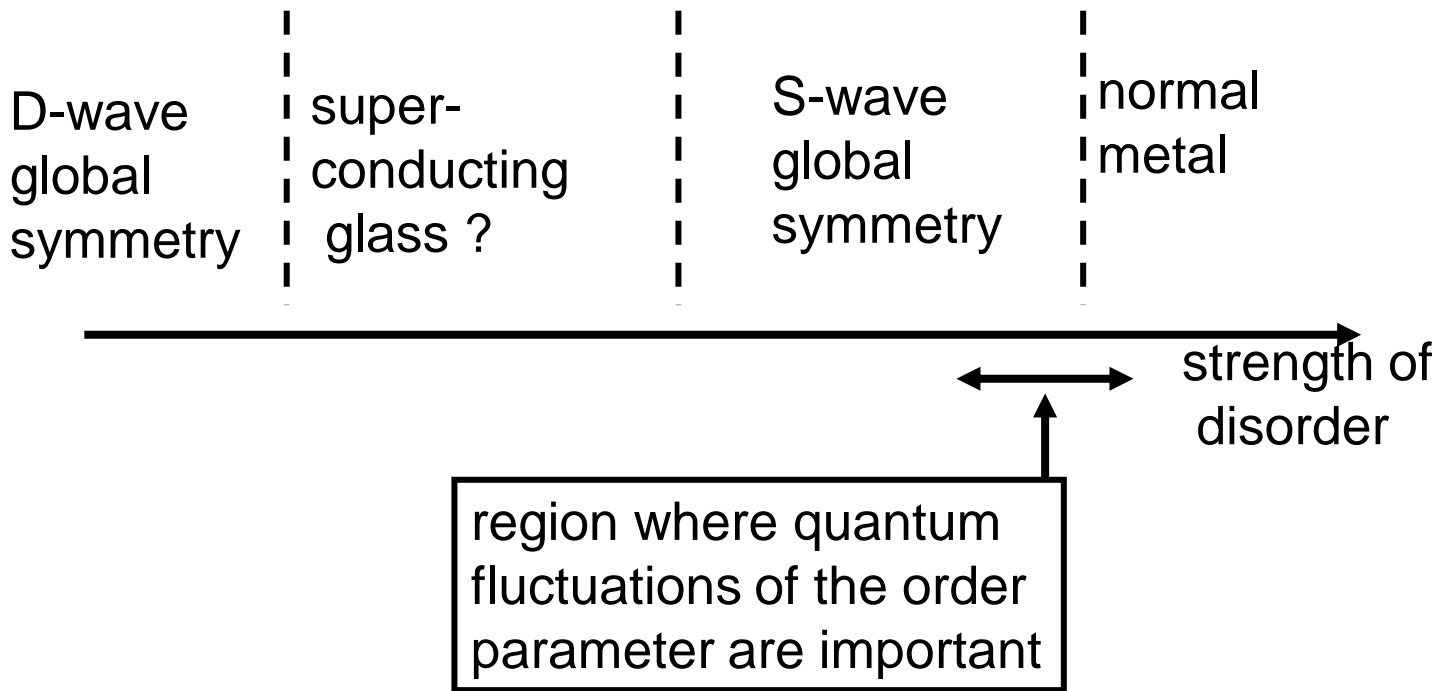 D-wave
global
symmetry
super-
conducting
glass ?
S-wave
global
symmetry
normal
metal
strength of
disorder
region where quantum
fluctuations of the order
parameter are important